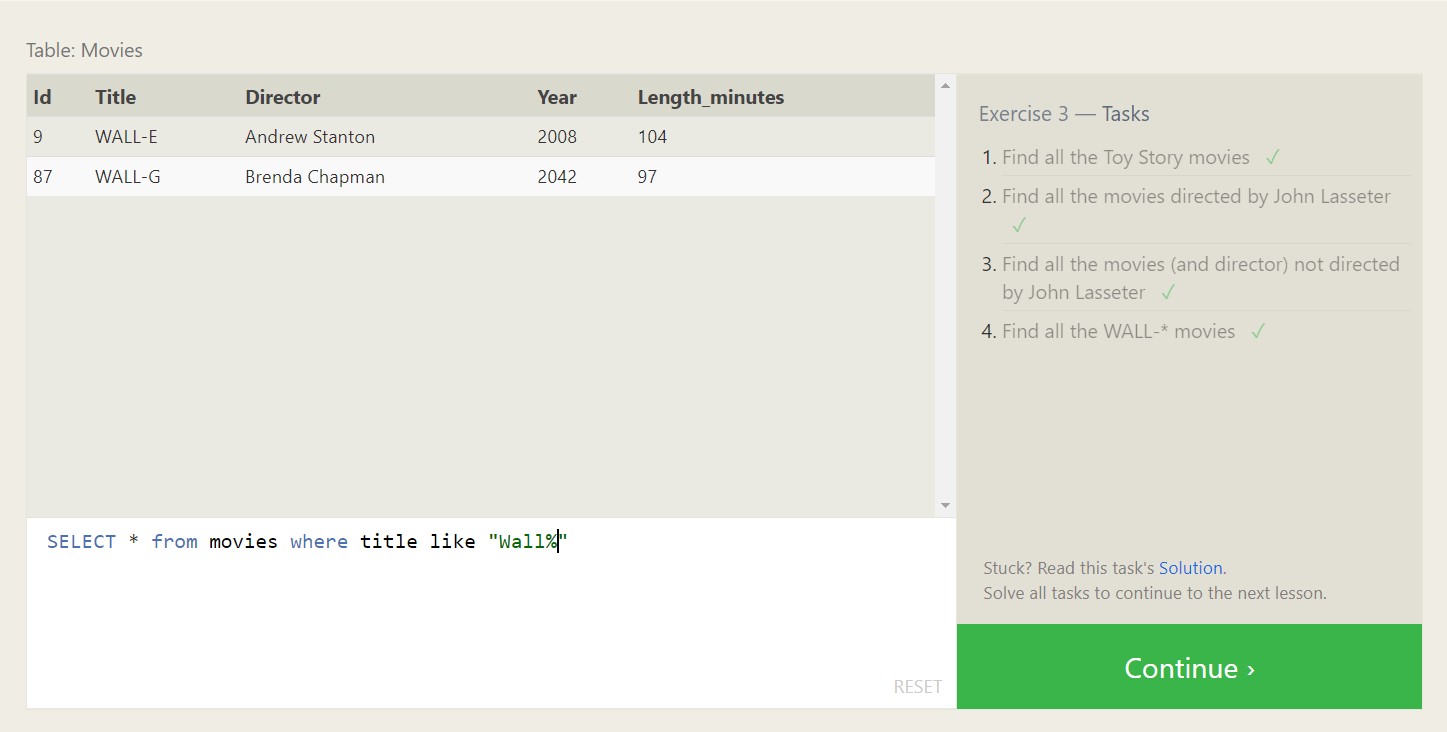 Table: Movies
Id Title Director Year Length_minutes
9 WALL-E Andrew Stanton 2008 104
87 WALL-G Brenda Chapman 2042 97
SELECT * from movies where title like "Wall%"
RESET
Exercise 3 — Tasks
1. Find all the Toy Story movies ✓
2. Find all the movies directed by John Lasseter
✓
3. Find all the movies (and director) not directed
by John Lasseter ✓
4. Find all the WALL-* movies ✓
Stuck? Read this task's Solution.
Solve all tasks to continue to the next lesson.
Continue ›